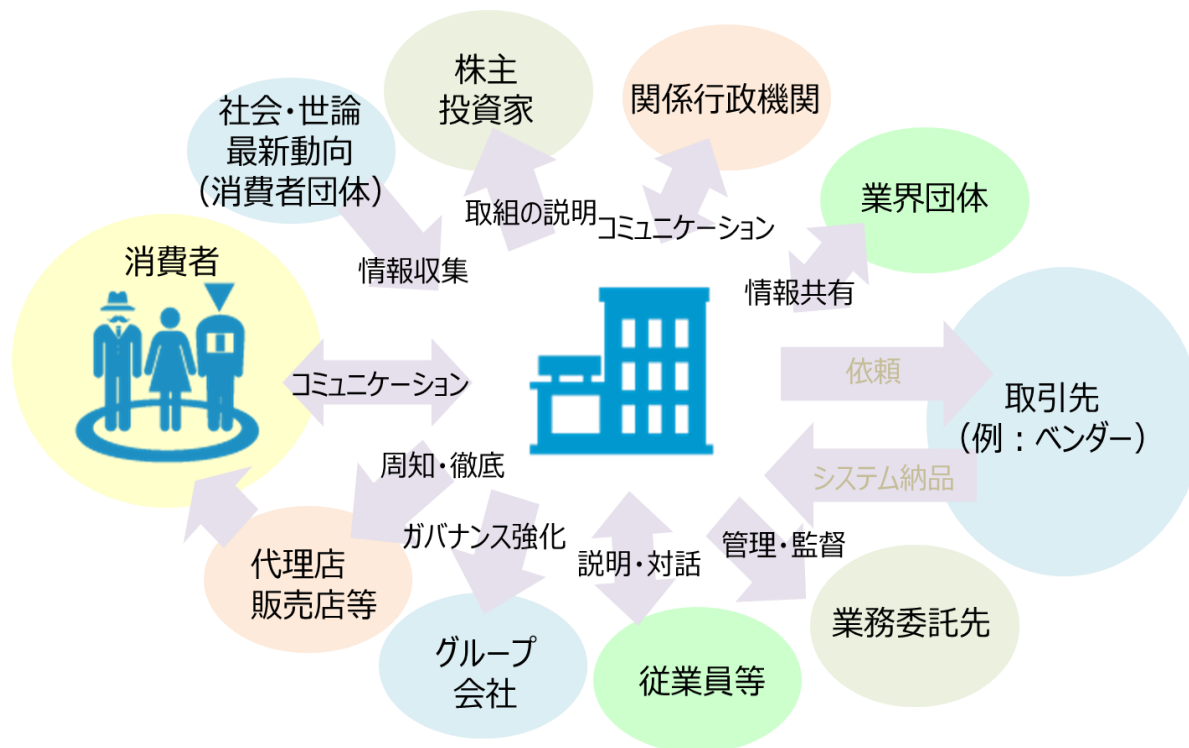 株主
投資家
関係行政機関
社会・世論
最新動向
（消費者団体）
業界団体
取組の説明
コミュニケーション
消費者
情報収集
情報共有
コミュニケーション
依頼
取引先
（例：ベンダー）
周知・徹底
システム納品
ガバナンス強化
説明・対話
管理・監督
代理店
販売店等
業務委託先
グループ
会社
従業員等